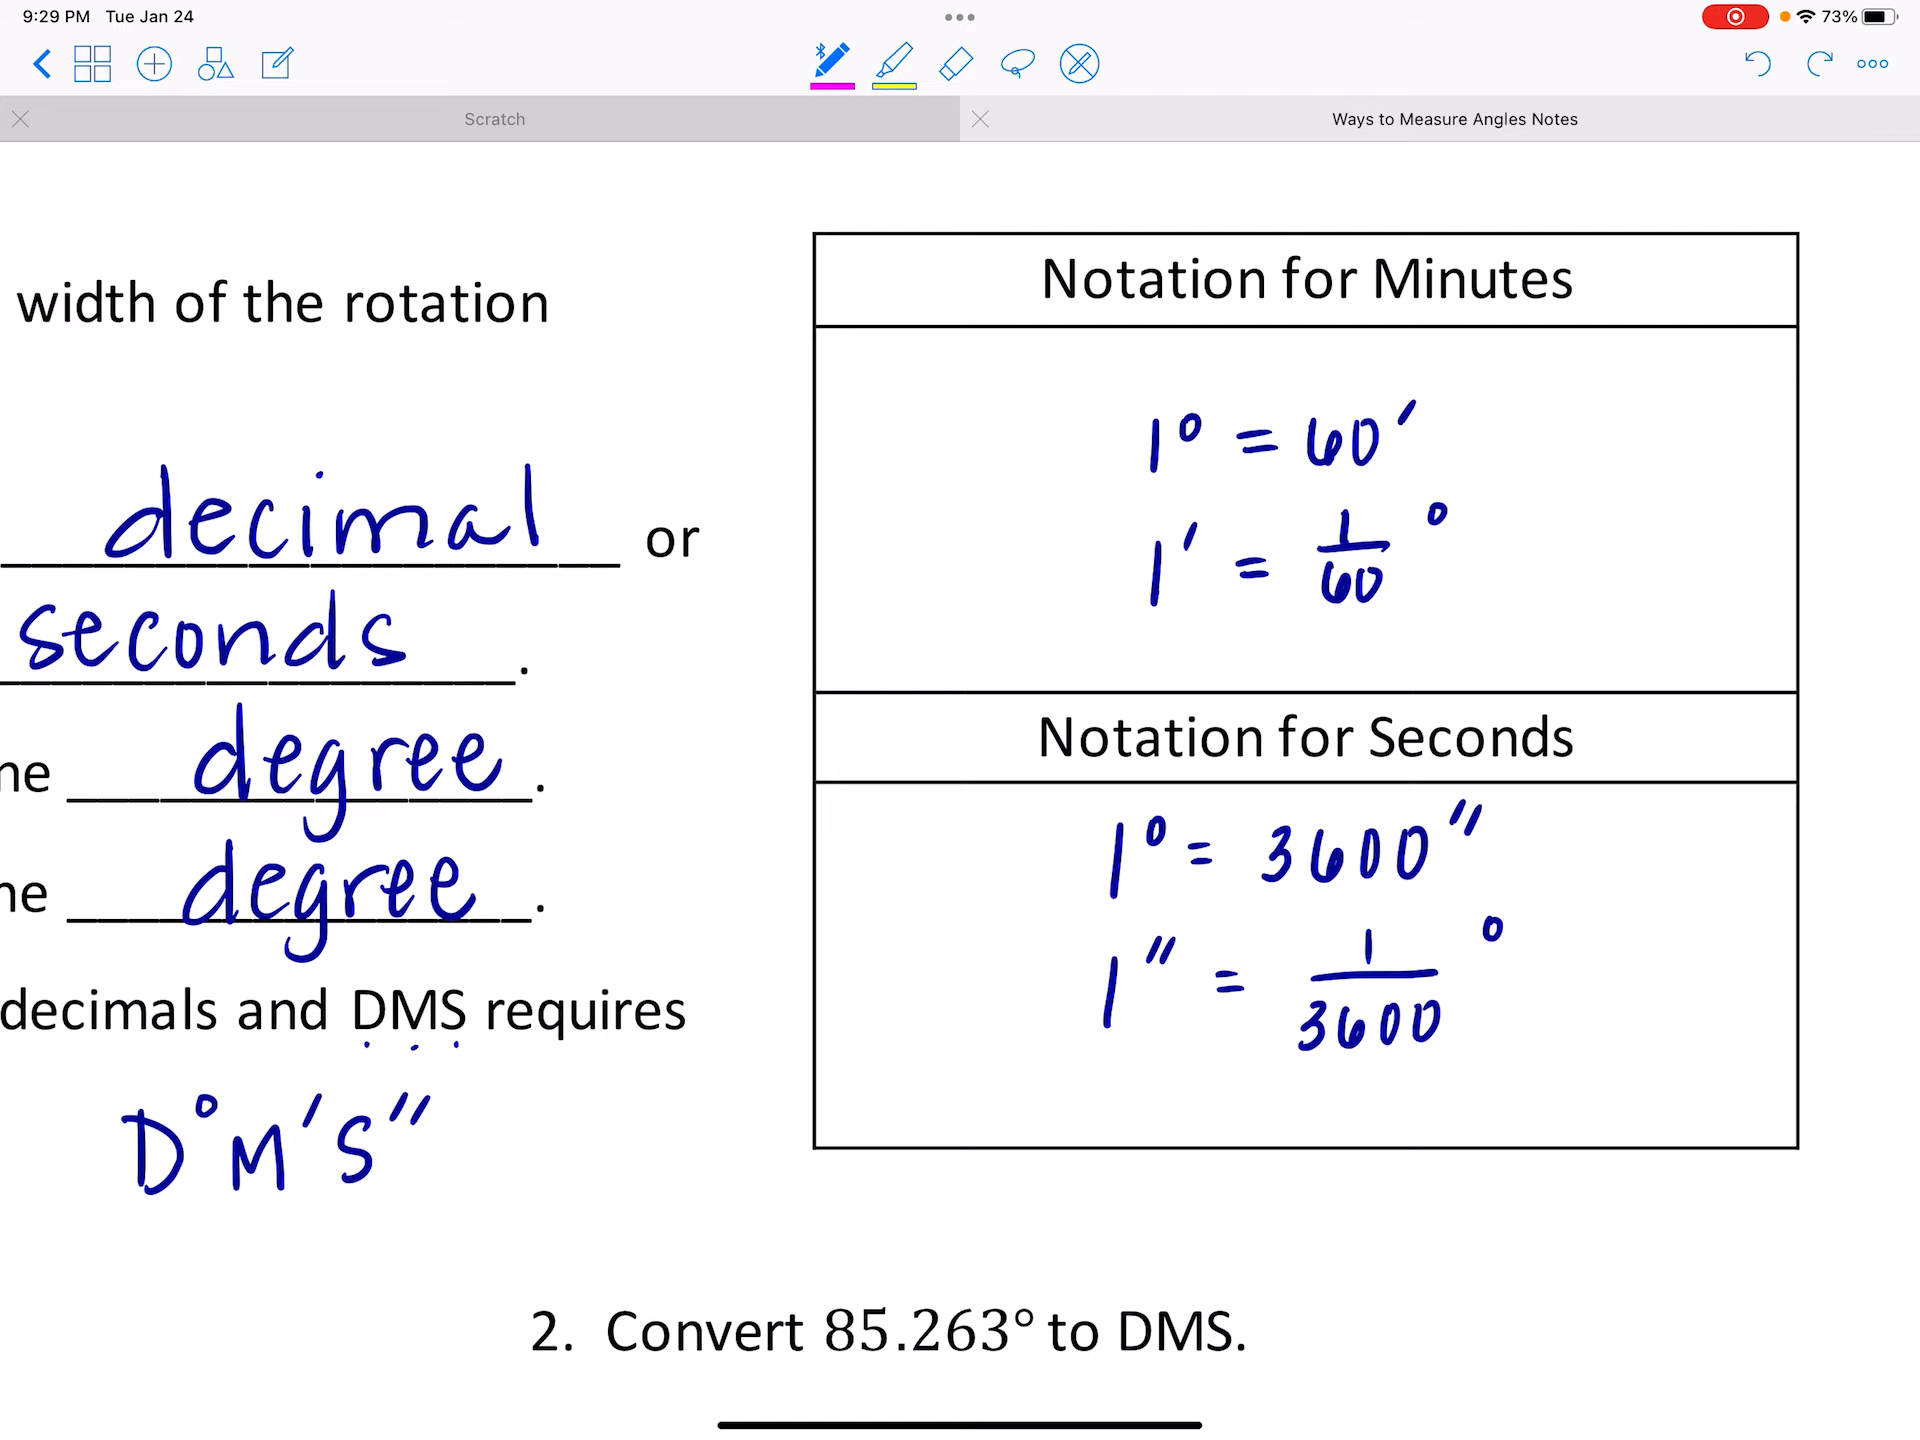 9:29 PM Tue Jan 24
73%
Scratch
Ways to Measure Angles Notes
width of the rotation
decimal or
seconds.
ne degree.
ne degree.
decimals and DMS requires
D°M'S"
Notation for Minutes
1° = 60'
1' = 1/60 °
Notation for Seconds
1° = 3600"
1" = 1/3600 °
2. Convert 85.263° to DMS.